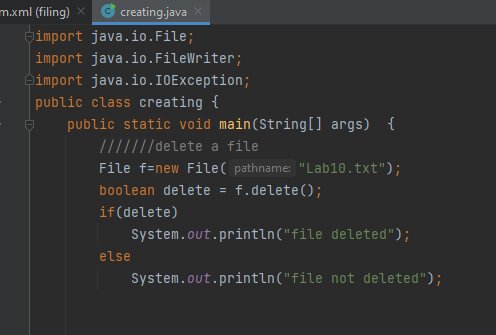 m.xml (filing) × creating.java ×
import java.io.File;
import java.io.FileWriter;
import java.io.IOException;
public class creating {
    public static void main(String[] args)  {
        ///////delete a file
        File f=new File( pathname: "Lab10.txt");
        boolean delete = f.delete();
        if(delete)
            System.out.println("file deleted");
        else
            System.out.println("file not deleted");